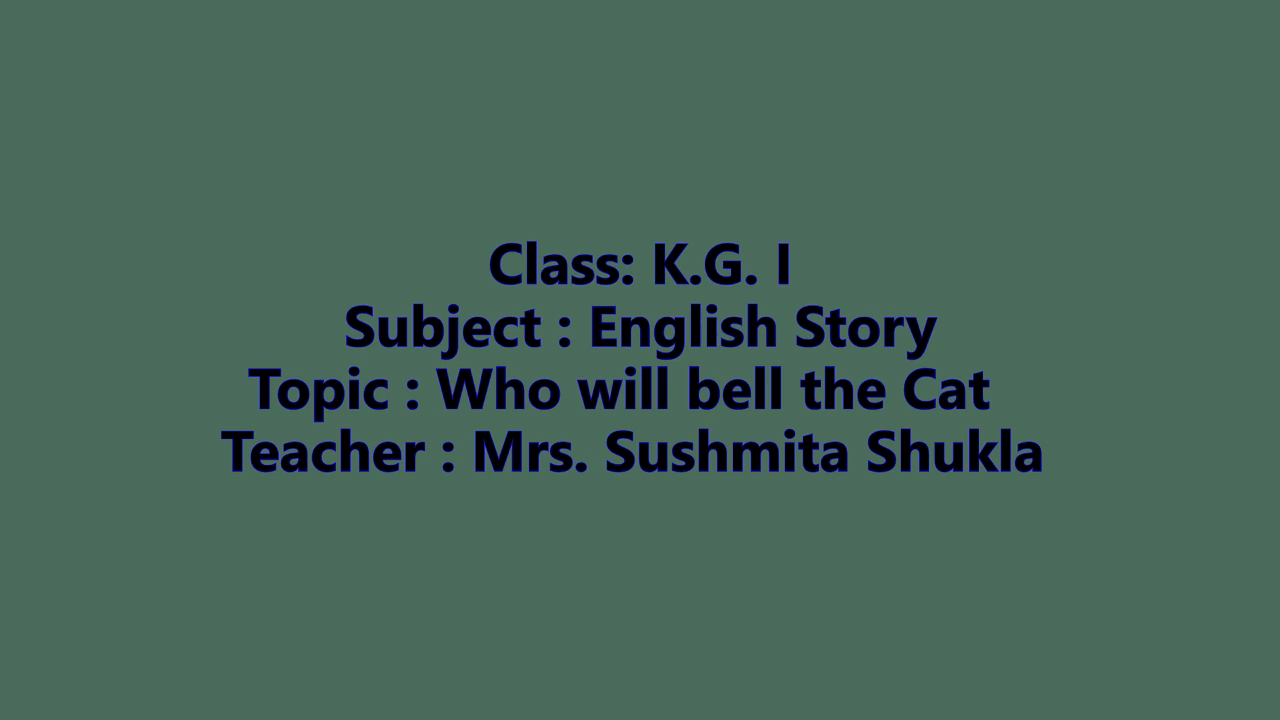 Class: K.G. I
Subject : English Story
Topic : Who will bell the Cat
Teacher : Mrs. Sushmita Shukla